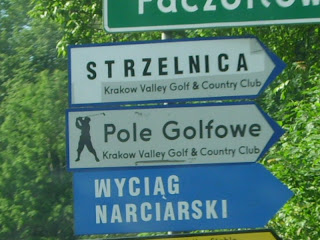 STRZELNICA
Krakow Valley Golf & Country Club
Pole Golfowe
Krakow Valley Golf & Country Club
WYCIĄG
NARCIARSKI